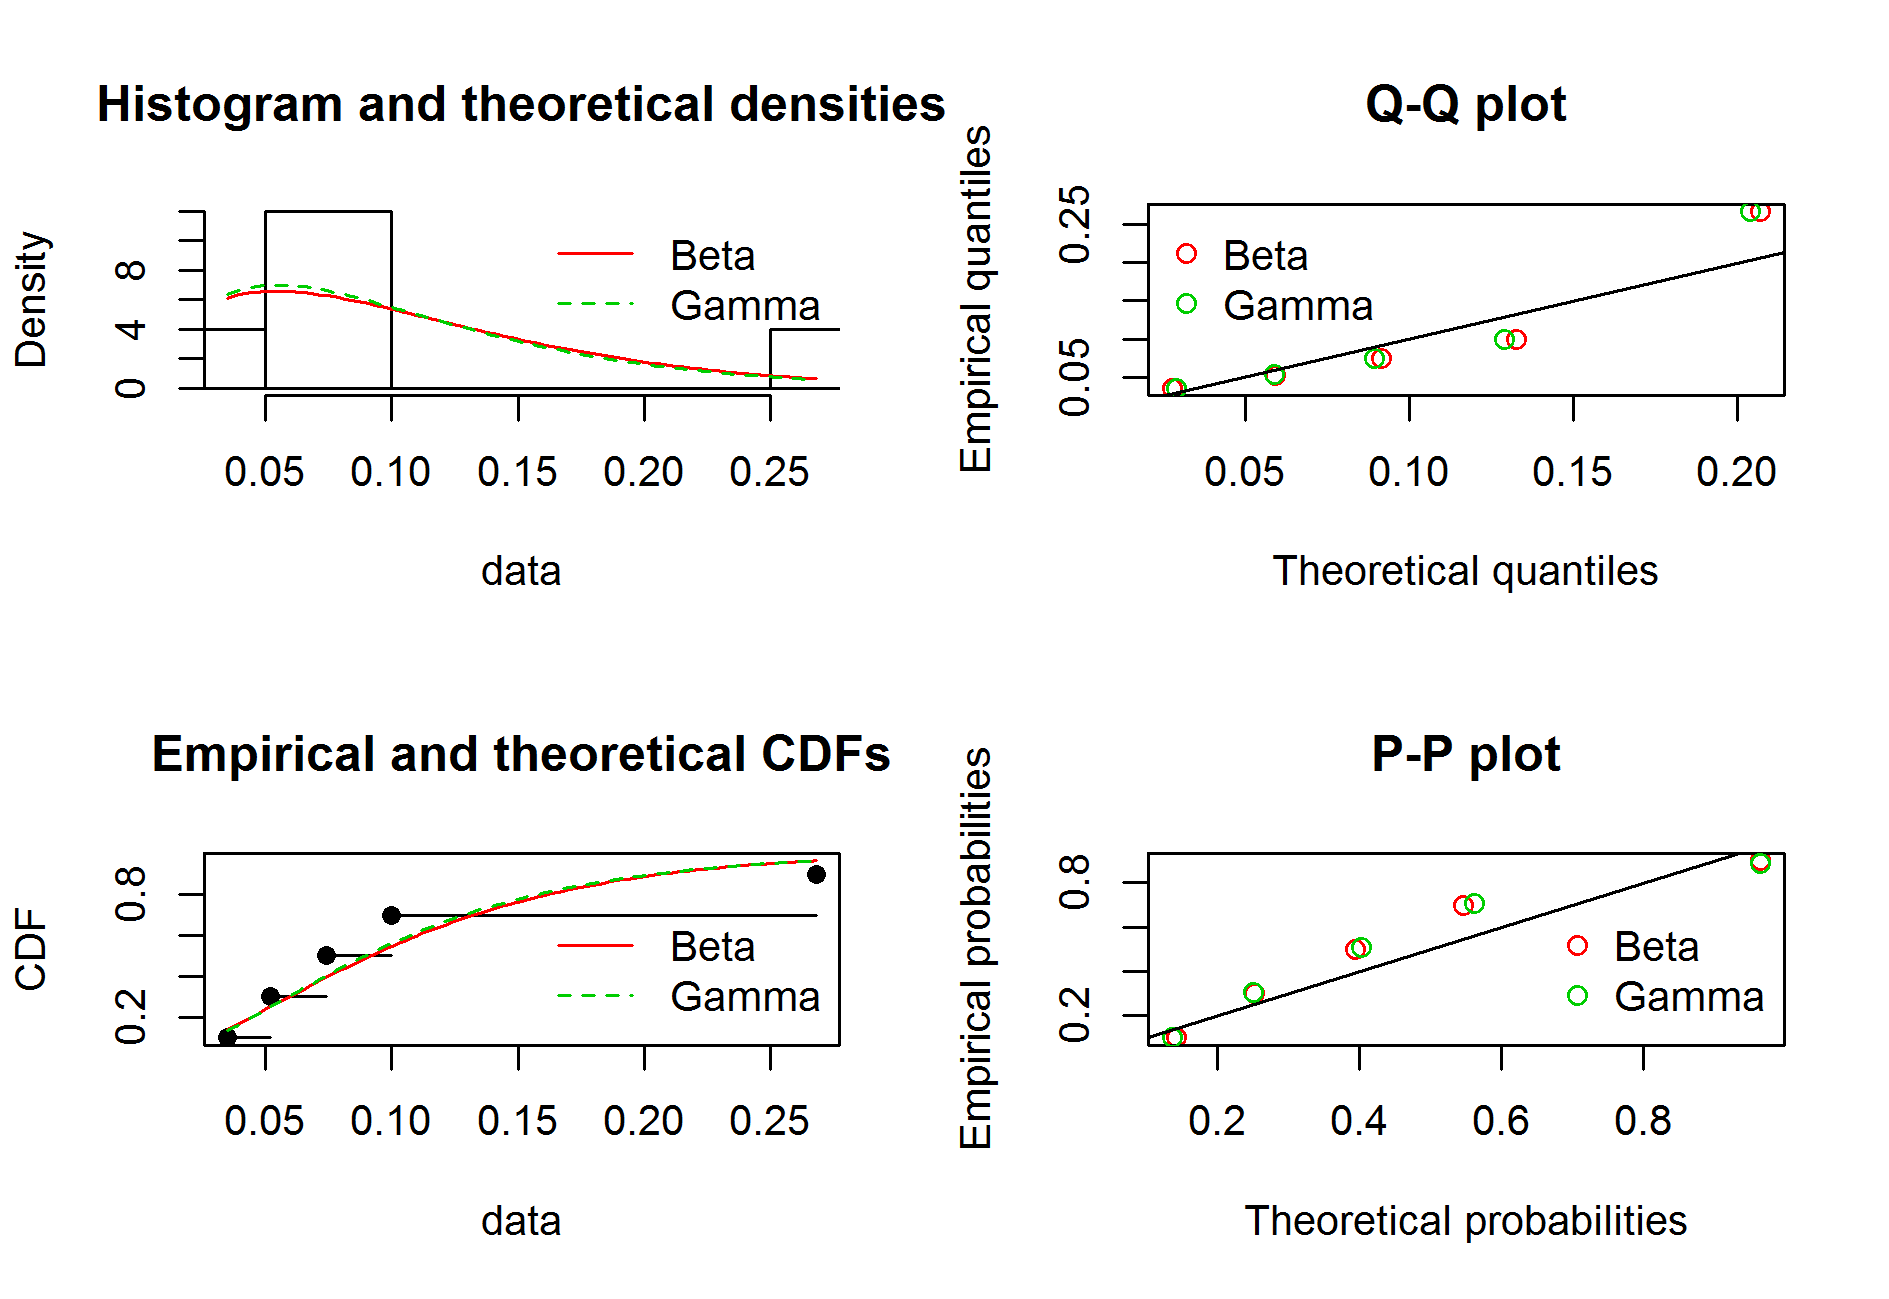 Histogram and theoretical densities
Density
0 4 8
Beta
Gamma
0.05 0.10 0.15 0.20 0.25
data
Q-Q plot
Empirical quantiles
0.05 0.25
Beta
Gamma
0.05 0.10 0.15 0.20
Theoretical quantiles
Empirical and theoretical CDFs
CDF
0.2 0.8
Beta
Gamma
0.05 0.10 0.15 0.20 0.25
data
P-P plot
Empirical probabilities
0.2 0.8
Beta
Gamma
0.2 0.4 0.6 0.8
Theoretical probabilities